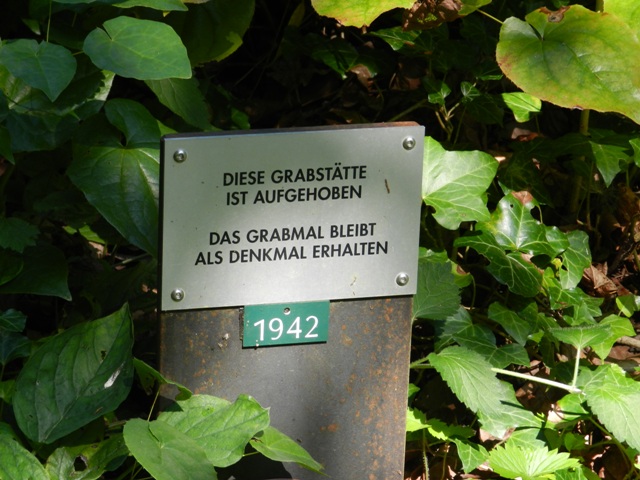 DIESE GRABSTÄTTE
IST AUFGEHOBEN
DAS GRABMAL BLEIBT
ALS DENKMAL ERHALTEN
1942